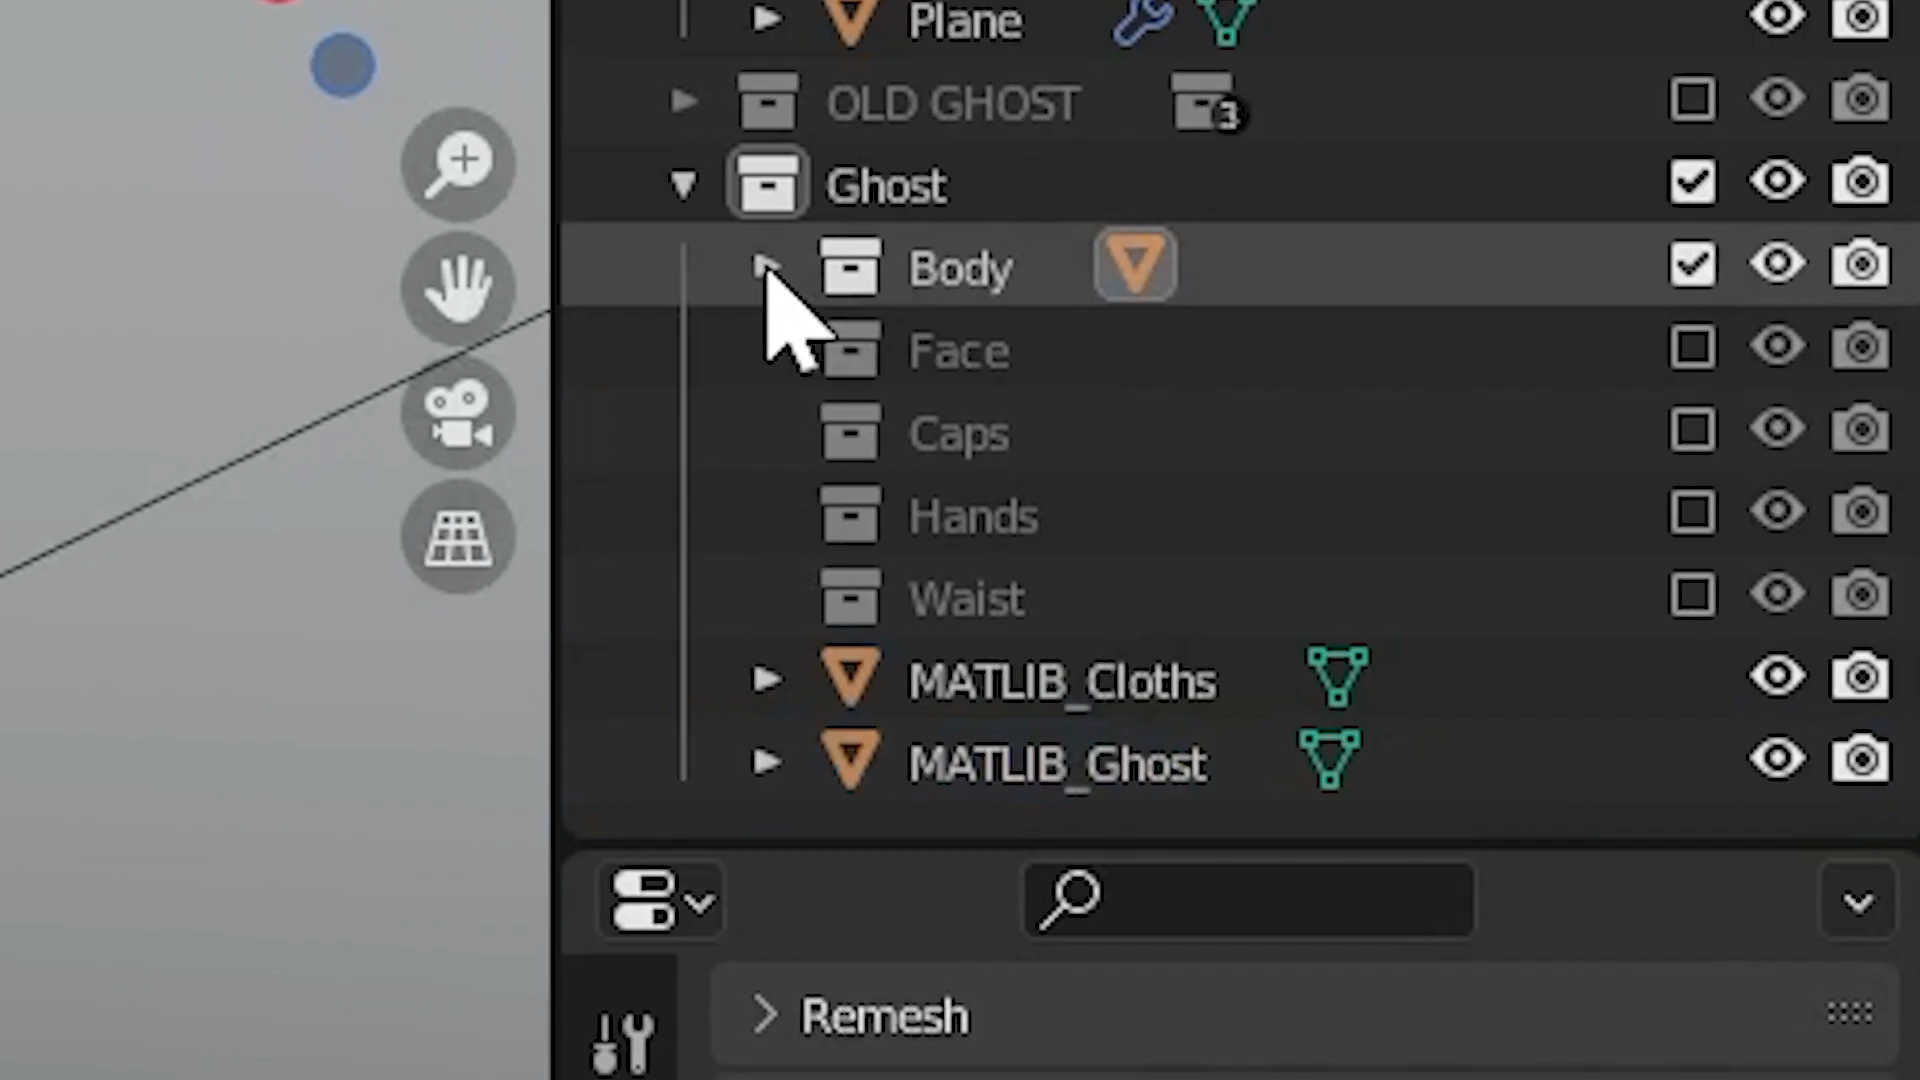 Plane
OLD GHOST 3
Ghost
Body
Face
Caps
Hands
Waist
MATLIB_Cloths
MATLIB_Ghost
Remesh